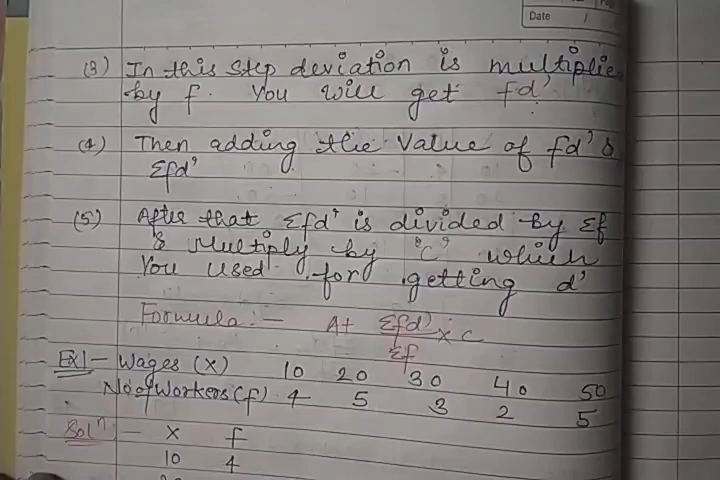 Date /
(3) In this step deviation is multiplie
by f. You will get fd'
(4) Then adding the Value of fd' &
Σfd'
(5) After that Σfd' is divided by Σf
& Multiply by 'C' which
You used for getting d'
Formula:- A+ Σfd'/Σf × C
EX1- Wages (X) 10 20 30 40 50
No of Workers (f) 4 5 3 2 5
Solⁿ:- X f
10 4